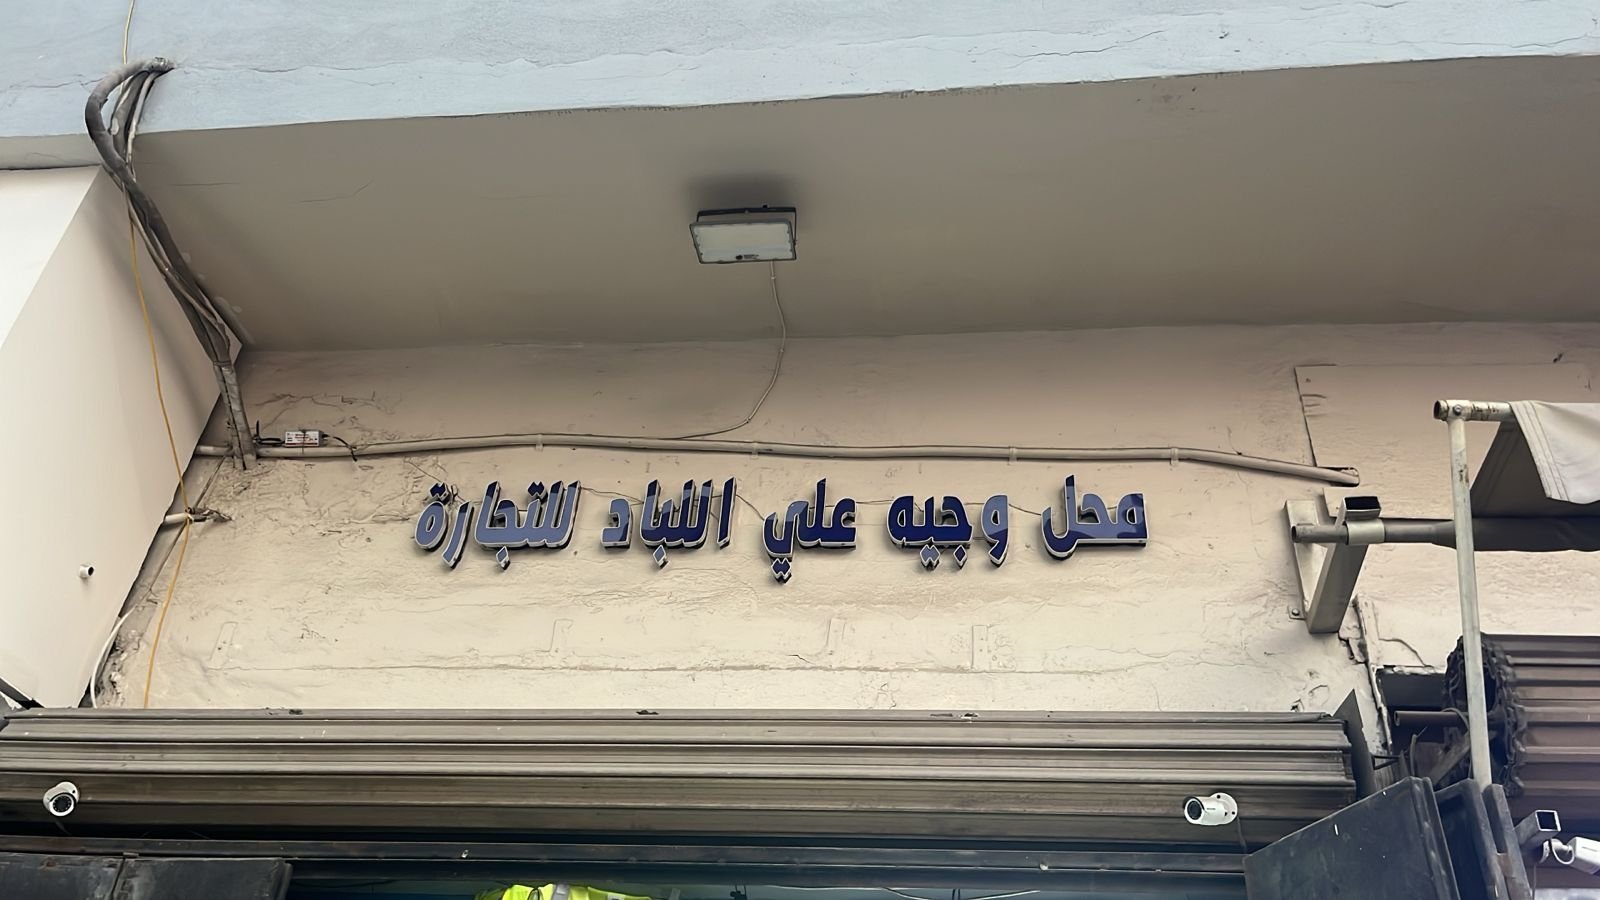 محل وجيه علي اللباد للتجارة